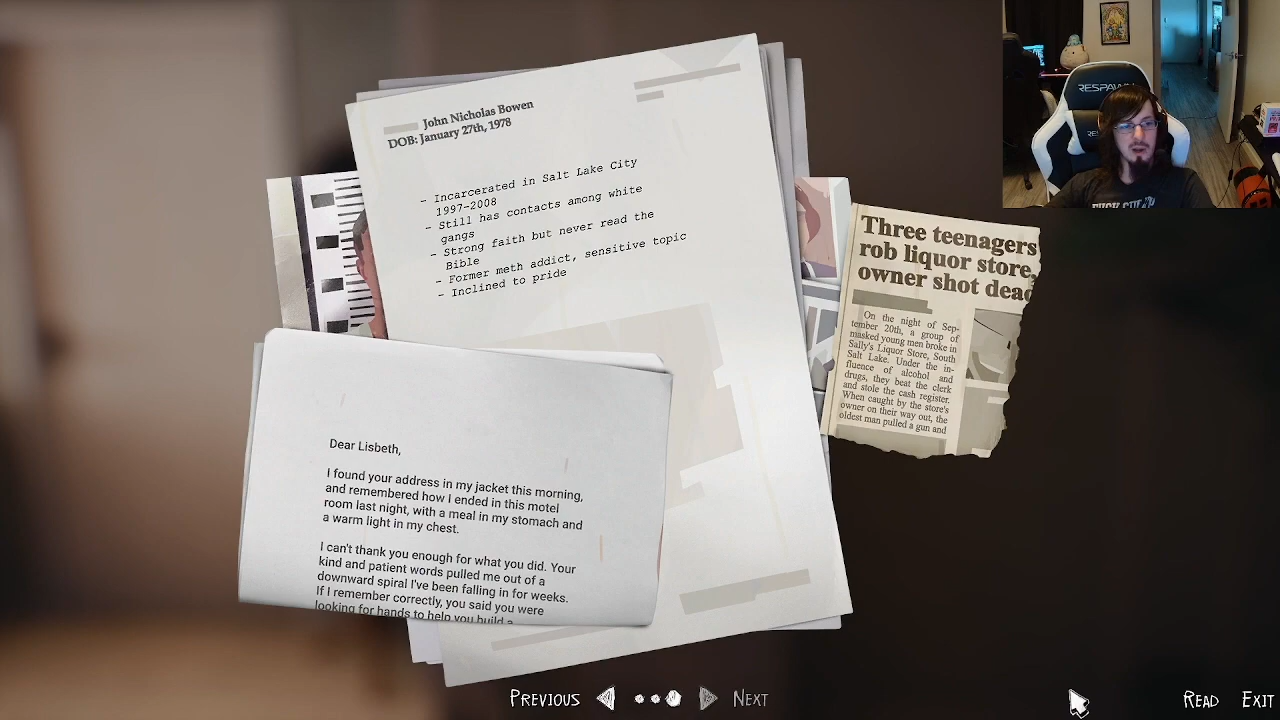 John Nicholas Bowen
DOB: January 27th, 1978
- Incarcerated in Salt Lake City
1997-2008
- Still has contacts among white
gangs
- Strong faith but never read the
Bible
- Former meth addict, sensitive topic
- Inclined to pride
Dear Lisbeth,
I found your address in my jacket this morning,
and remembered how I ended in this motel
room last night, with a meal in my stomach and
a warm light in my chest.
I can't thank you enough for what you did. Your
kind and patient words pulled me out of a
downward spiral I've been falling in for weeks.
If I remember correctly, you said you were
looking for hands to help you build a
Three teenagers
rob liquor store,
owner shot dead
On the night of Sep-
tember 20th, a group of
masked young men broke in
Sally's Liquor Store, South
Salt Lake. Under the in-
fluence of alcohol and
drugs, they beat the clerk
and stole the cash register.
When caught by the store's
owner on their way out, the
oldest man pulled a gun and
RESPAWN
PREVIOUS
NEXT
READ
EXIT